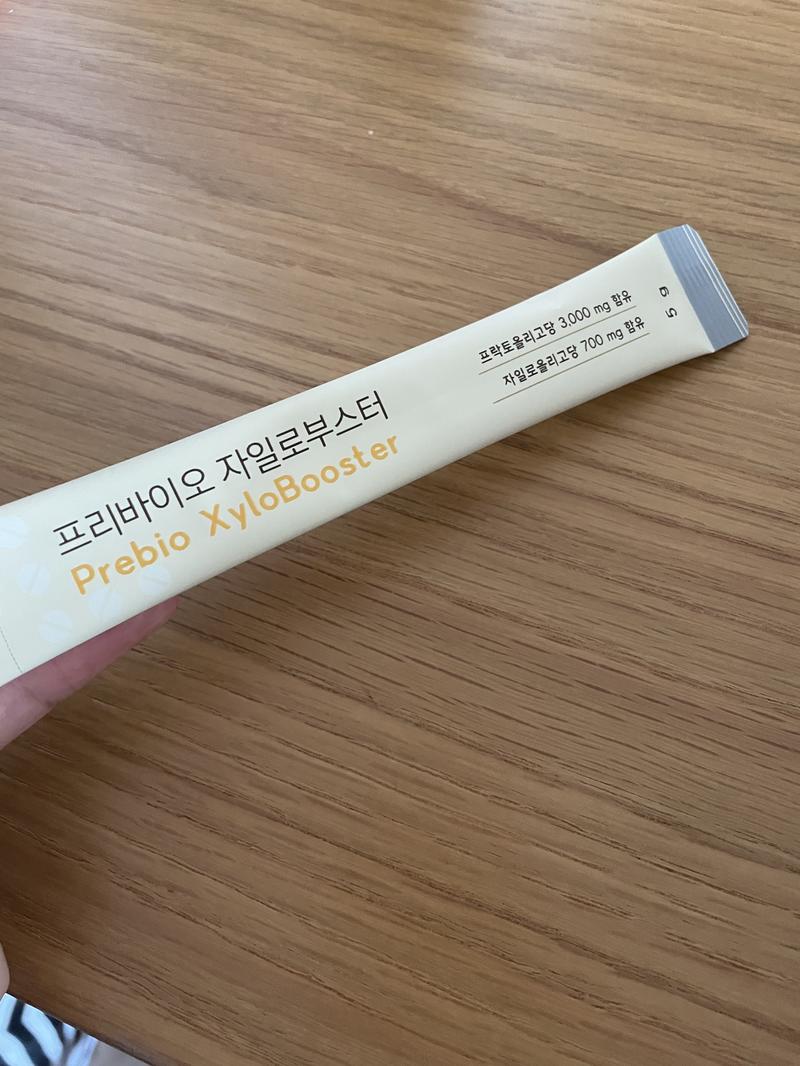 프리바이오 자일로부스터
Prebio XyloBooster
프락토올리고당 3,000 mg 함유
자일로올리고당 700 mg 함유